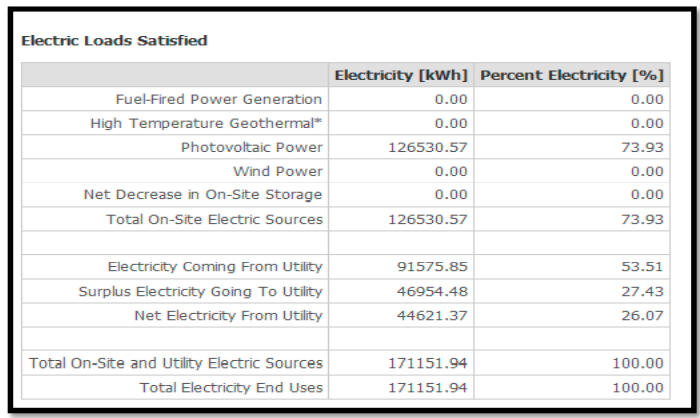 Electric Loads Satisfied
Electricity [kWh] Percent Electricity [%]
Fuel-Fired Power Generation 0.00 0.00
High Temperature Geothermal* 0.00 0.00
Photovoltaic Power 126530.57 73.93
Wind Power 0.00 0.00
Net Decrease in On-Site Storage 0.00 0.00
Total On-Site Electric Sources 126530.57 73.93
Electricity Coming From Utility 91575.85 53.51
Surplus Electricity Going To Utility 46954.48 27.43
Net Electricity From Utility 44621.37 26.07
Total On-Site and Utility Electric Sources 171151.94 100.00
Total Electricity End Uses 171151.94 100.00